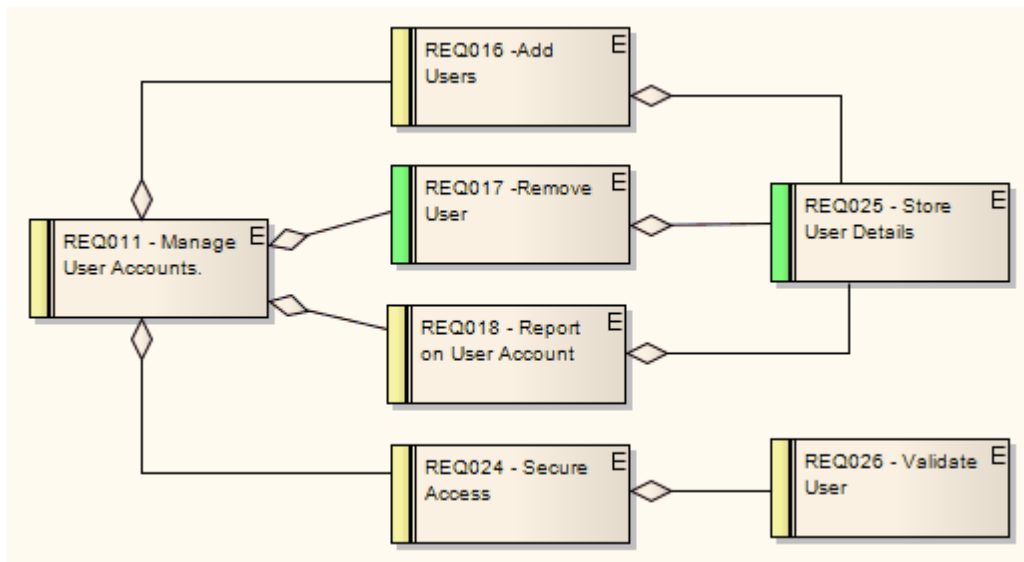 REQ016 -Add
Users
E
REQ017 -Remove
User
E
REQ025 - Store
User Details
E
REQ011 - Manage
User Accounts.
E
REQ018 - Report
on User Account
E
REQ024 - Secure
Access
E
REQ026 - Validate
User
E